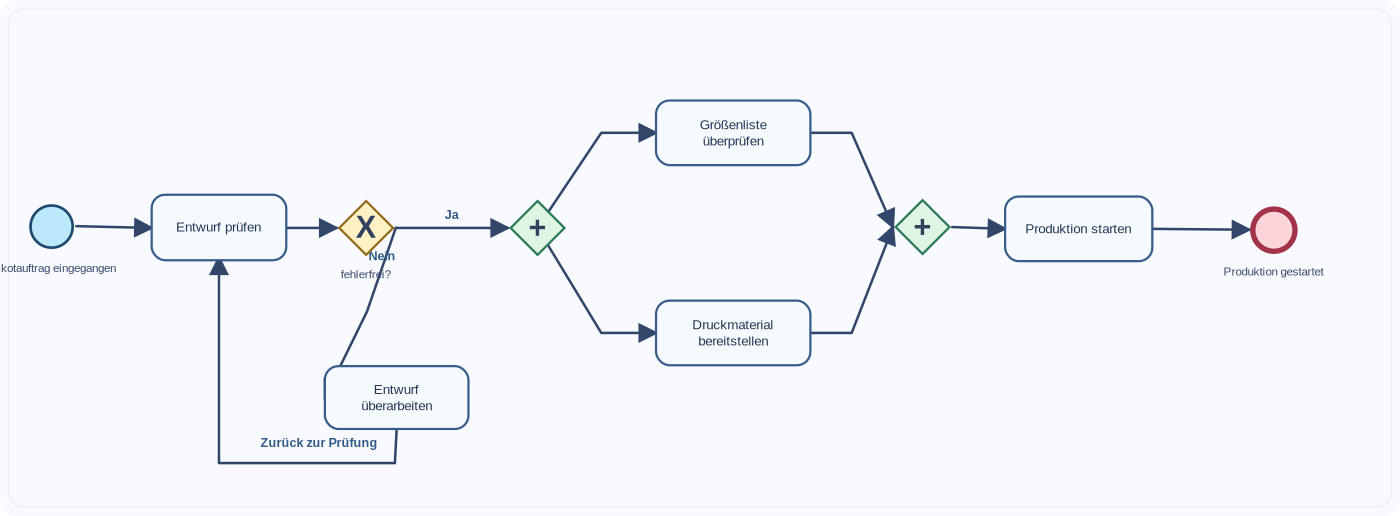 Größenliste
überprüfen
Ja
Entwurf prüfen
X
+
+
Produktion starten
Nein
kotauftrag eingegangen
fehlerfrei?
Produktion gestartet
Druckmaterial
bereitstellen
Entwurf
überarbeiten
Zurück zur Prüfung